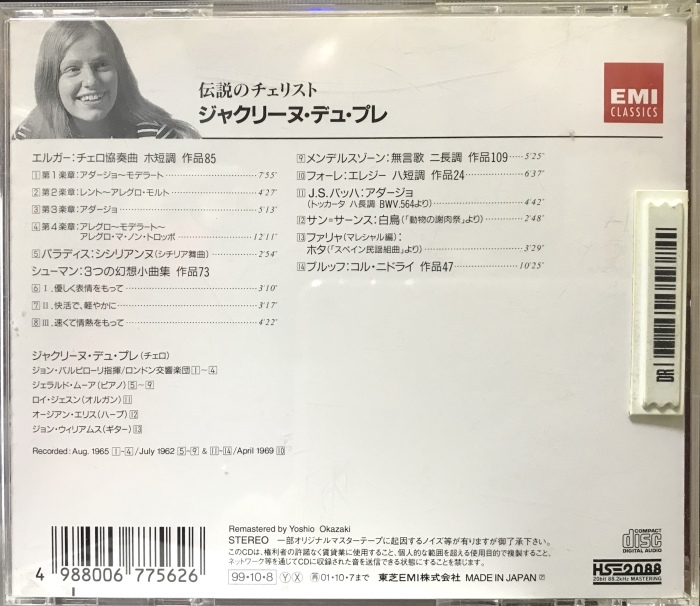 伝説のチェリスト
ジャクリーヌ・デュ・プレ
EMI
CLASSICS
エルガー:チェロ協奏曲 ホ短調 作品85
1 第1楽章:アダージョ〜モデラート 7'55"
2 第2楽章:レント〜アレグロ・モルト 4'27"
3 第3楽章:アダージョ 5'13"
4 第4楽章:アレグロ〜モデラート〜
アレグロ・マ・ノン・トロッポ 12'11"
5 パラディス:シシリアンヌ(シチリア舞曲) 2'54"
シューマン:3つの幻想小曲集 作品73
6 I. 優しく表情をもって 3'10"
7 II. 快活で、軽やかに 3'17"
8 III. 速くて情熱をもって 4'22"
9 メンデルスゾーン:無言歌 ニ長調 作品109 5'25"
10 フォーレ:エレジー ハ短調 作品24 6'37"
11 J.S.バッハ:アダージョ
(トッカータ ハ長調 BWV.564より) 4'42"
12 サン=サーンス:白鳥(「動物の謝肉祭」より) 2'48"
13 ファリャ(マレシャル編):
ホタ(「スペイン民謡組曲」より) 3'29"
14 ブルッフ:コル・ニドライ 作品47 10'25"
ジャクリーヌ・デュ・プレ(チェロ)
ジョン・バルビローリ指揮/ロンドン交響楽団 1〜4
ジェラルド・ムーア(ピアノ) 5〜9
ロイ・ジェスン(オルガン) 11
オージアン・エリス(ハープ) 12
ジョン・ウィリアムス(ギター) 13
Recorded: Aug. 1965 1-4/July 1962 5-9 & 11-14/April 1969 10
DR
Remastered by Yoshio Okazaki
STEREO 一部オリジナルマスターテープに起因するノイズ等が有りますが御了承下さい。
このCDは、権利者の許諾なく賃貸業に使用すること、個人的な範囲を超える使用目的で複製すること、
ネットワーク等を通じてCDに収録された音を送信できる状態にすることを禁じます。
99・10・8 Y X 再01・10・7まで 東芝EMI株式会社 MADE IN JAPAN
4 988006 775626
COMPACT
disc
DIGITAL AUDIO
HS2088
20bit 88.2kHz MASTERING